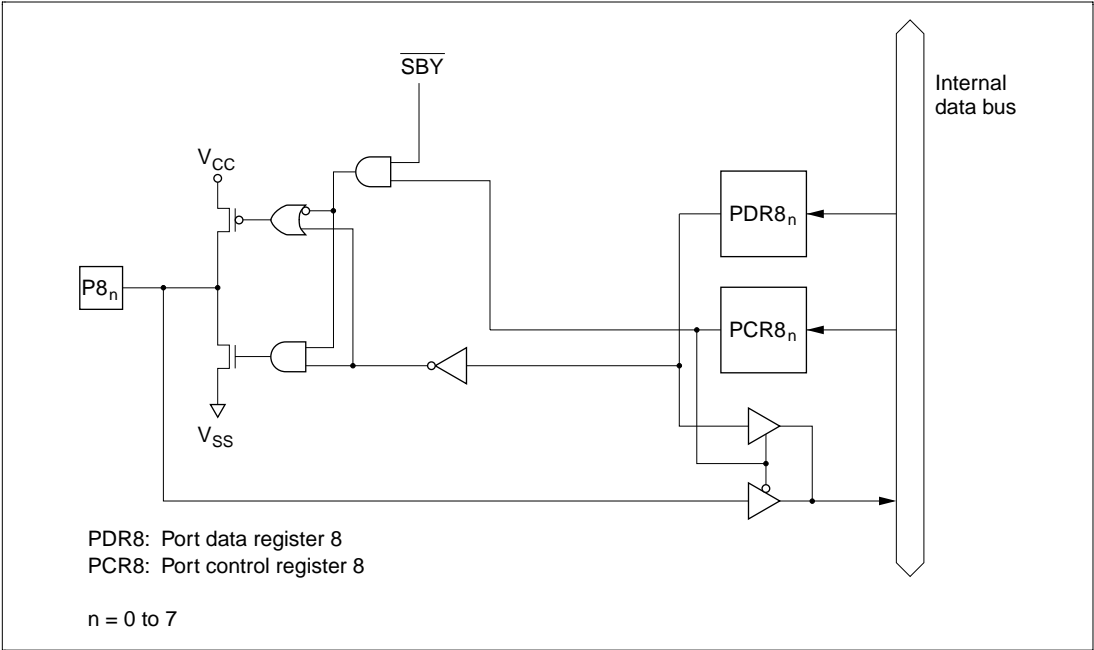 SBY
Internal
data bus
VCC
PDR8n
P8n
PCR8n
VSS
PDR8: Port data register 8
PCR8: Port control register 8
n = 0 to 7